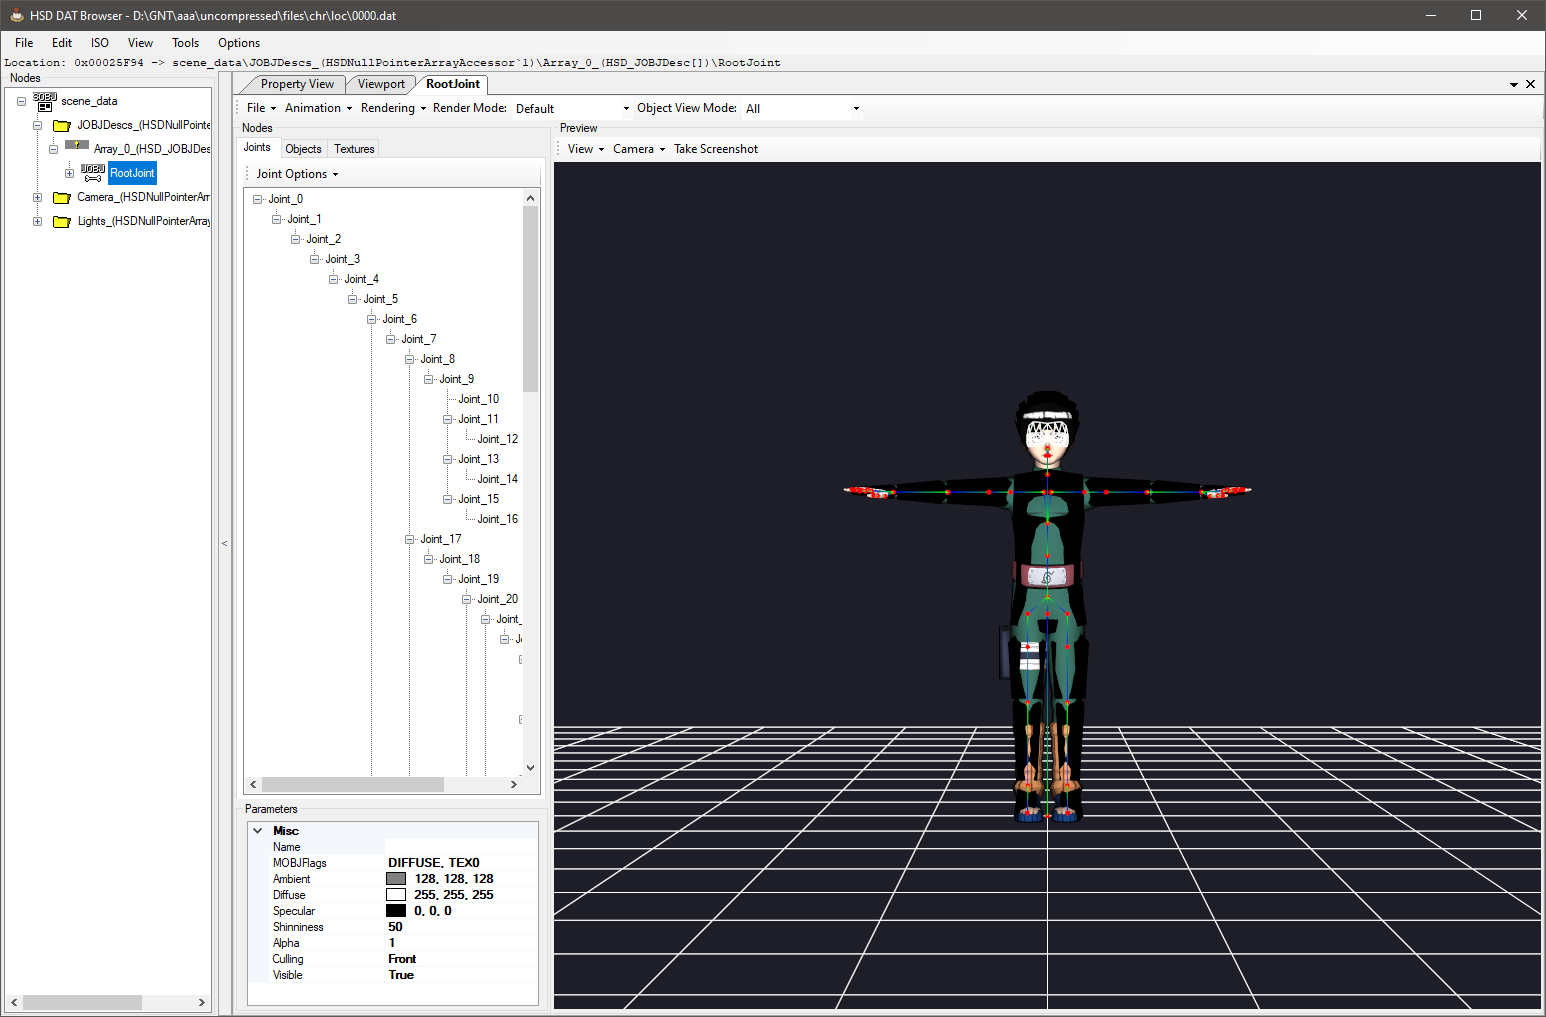 HSD DAT Browser - D:\GNT\aaa\uncompressed\files\chr\loc\0000.dat
File Edit ISO View Tools Options
Location: 0x00025F94 -> scene_data\JOBJDescs_(HSDNullPointerArrayAccessor`1)\Array_0_(HSD_JOBJDesc[])\RootJoint
Nodes
scene_data
JOBJDescs_(HSDNullPointe
Array_0_(HSD_JOBJDes
JOBJ
RootJoint
Camera_(HSDNullPointerArr
Lights_(HSDNullPointerArray
<
Property View Viewport RootJoint
File Animation Rendering Render Mode: Default Object View Mode: All
Nodes
Joints Objects Textures
Joint Options
Joint_0
Joint_1
Joint_2
Joint_3
Joint_4
Joint_5
Joint_6
Joint_7
Joint_8
Joint_9
Joint_10
Joint_11
Joint_12
Joint_13
Joint_14
Joint_15
Joint_16
Joint_17
Joint_18
Joint_19
Joint_20
Joint_
Preview
View Camera Take Screenshot
Parameters
Misc
Name
MOBJFlags DIFFUSE, TEX0
Ambient 128, 128, 128
Diffuse 255, 255, 255
Specular 0, 0, 0
Shinniness 50
Alpha 1
Culling Front
Visible True